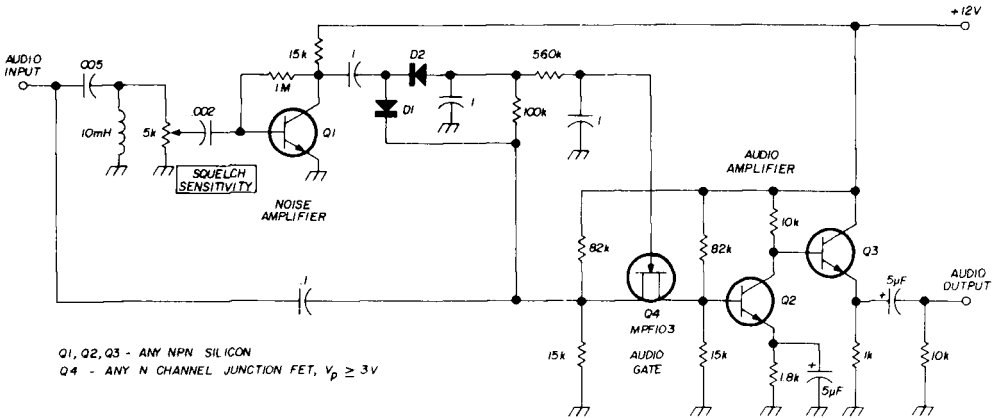 +12V
AUDIO
INPUT
.005
10mH
5k
.002
SQUELCH
SENSITIVITY
15k
1M
Q1
NOISE
AMPLIFIER
.1
D2
D1
.1
100k
560k
.1
AUDIO
AMPLIFIER
82k
82k
10k
Q3
Q2
Q4
MPF103
AUDIO
GATE
.1
15k
15k
1.8k
+
5µF
1k
+
5µF
10k
AUDIO
OUTPUT
Q1, Q2, Q3 - ANY NPN SILICON
Q4 - ANY N CHANNEL JUNCTION FET, Vp ≥ 3V